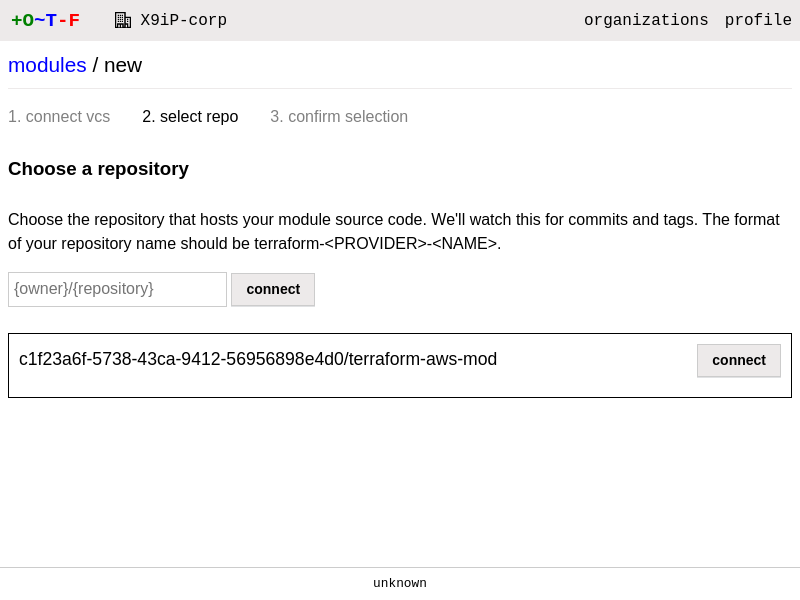 +O~T-F X9iP-corp organizations profile
modules / new
1. connect vcs 2. select repo 3. confirm selection
Choose a repository
Choose the repository that hosts your module source code. We'll watch this for commits and tags. The format
of your repository name should be terraform-<PROVIDER>-<NAME>.
{owner}/{repository} connect
c1f23a6f-5738-43ca-9412-56956898e4d0/terraform-aws-mod connect
unknown